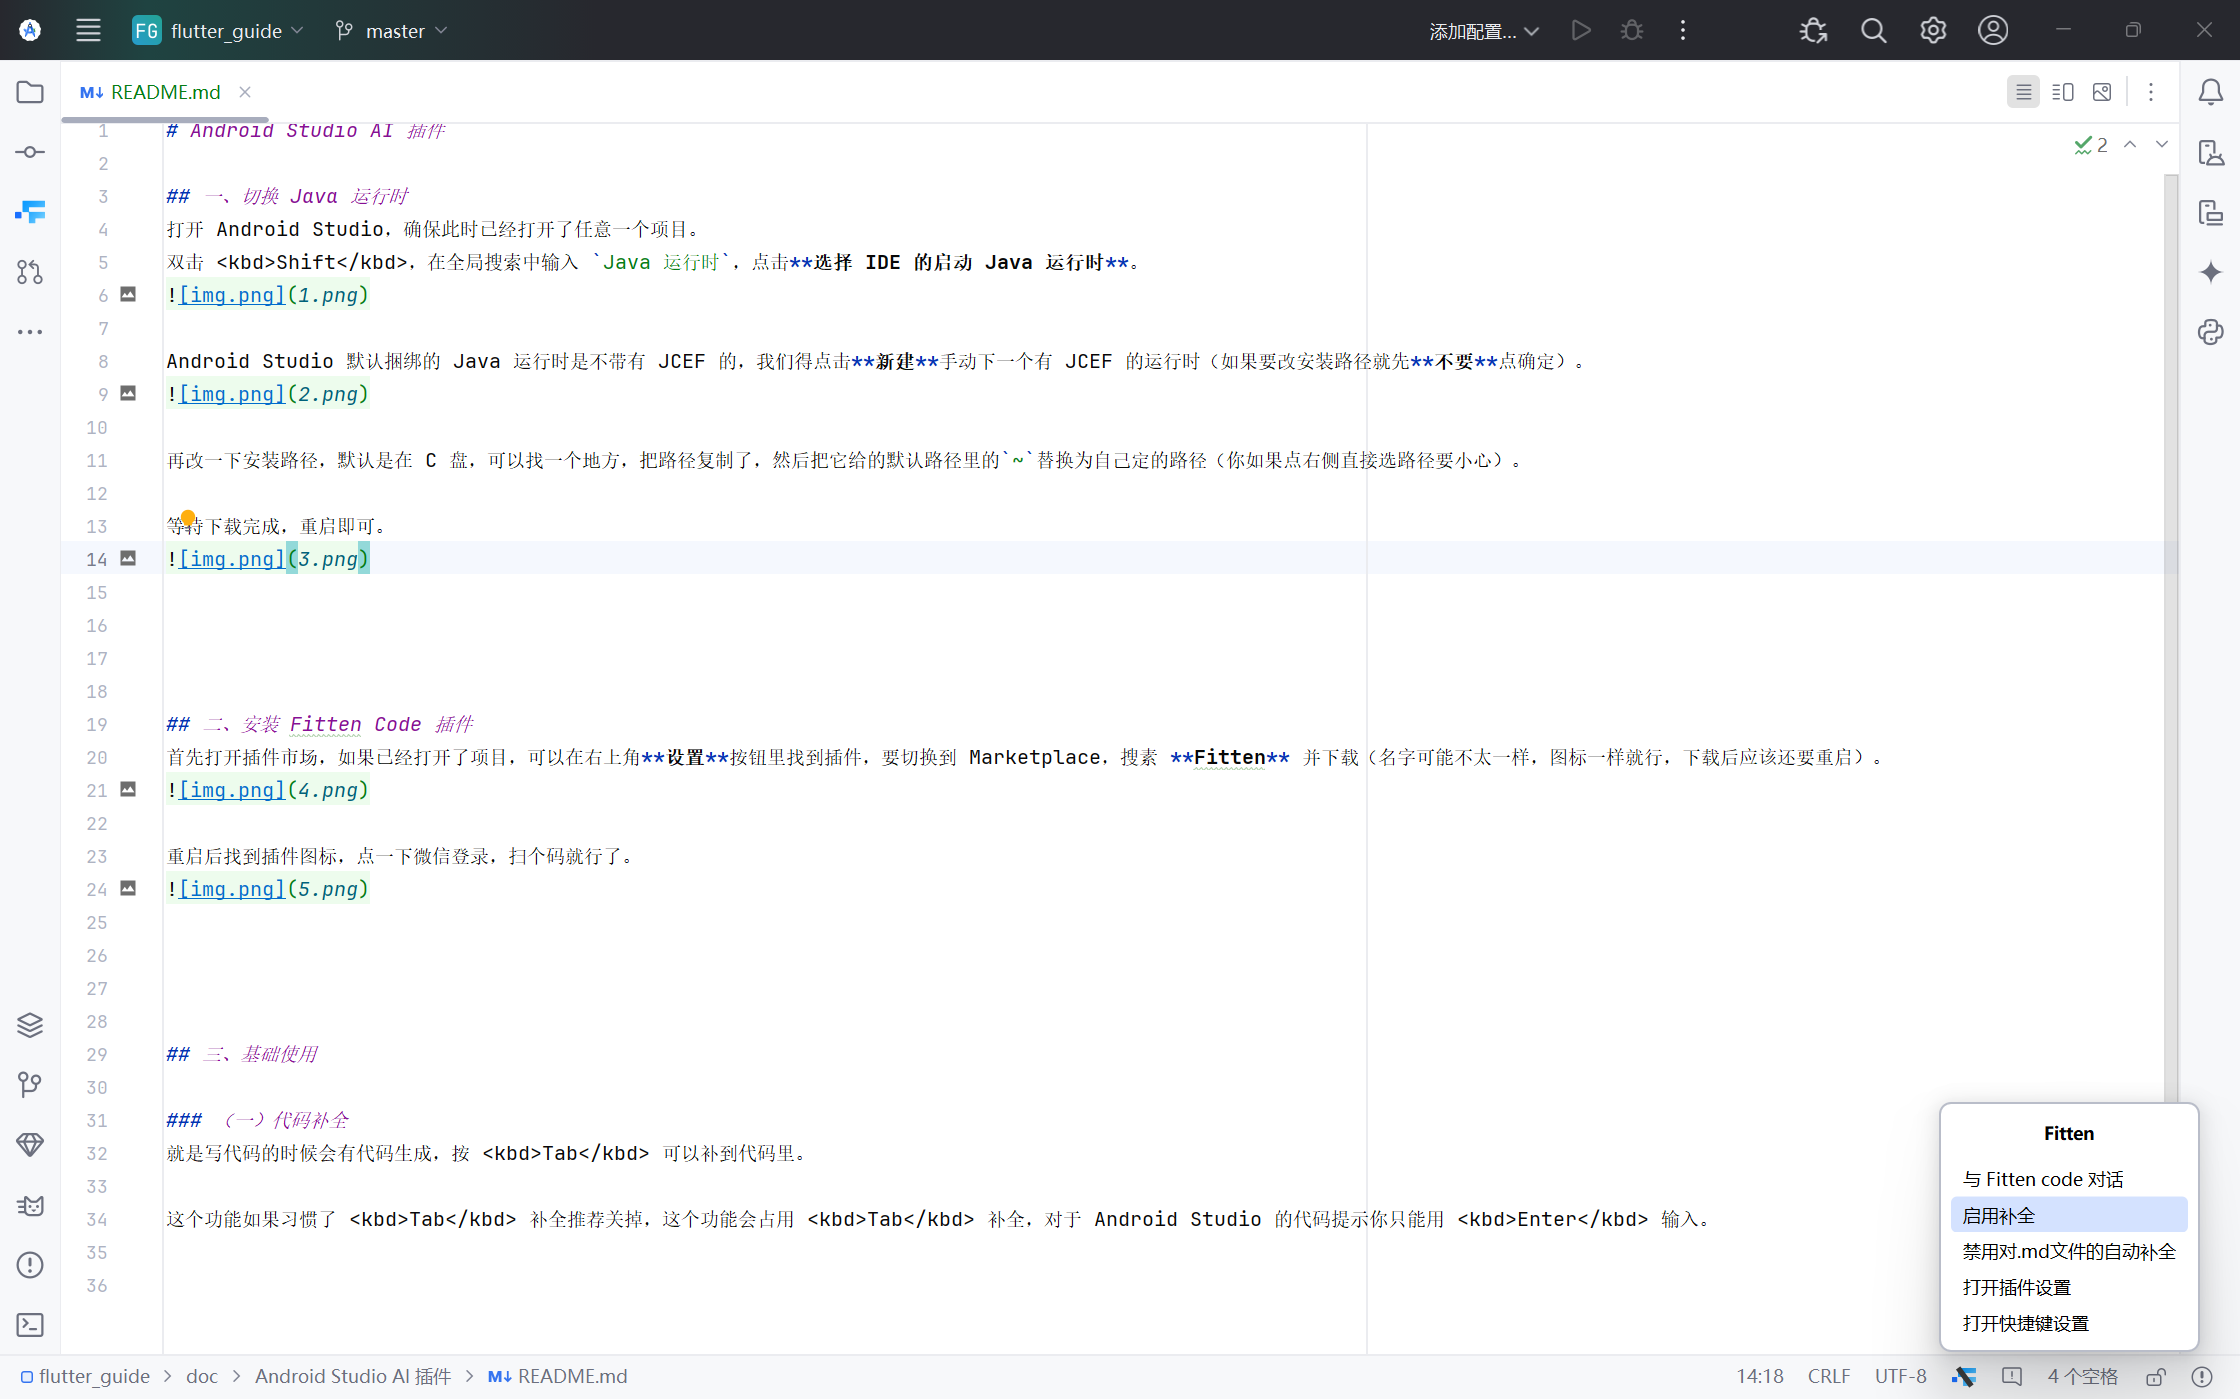 FG flutter_guide master 添加配置...
M↓ README.md
2
1 # Android Studio AI 插件
2
3 ## 一、切换 Java 运行时
4 打开 Android Studio，确保此时已经打开了任意一个项目。
5 双击 <kbd>Shift</kbd>，在全局搜索中输入 `Java 运行时`，点击**选择 IDE 的启动 Java 运行时**。
6 ![img.png](1.png)
7
8 Android Studio 默认捆绑的 Java 运行时是不带有 JCEF 的，我们得点击**新建**手动下一个有 JCEF 的运行时（如果要改安装路径就先**不要**点确定）。
9 ![img.png](2.png)
10
11 再改一下安装路径，默认是在 C 盘，可以找一个地方，把路径复制了，然后把它给的默认路径里的`~`替换为自己定的路径（你如果点右侧直接选路径要小心）。
12
13 等待下载完成，重启即可。
14 ![img.png](3.png)
15
16
17
18
19 ## 二、安装 Fitten Code 插件
20 首先打开插件市场，如果已经打开了项目，可以在右上角**设置**按钮里找到插件，要切换到 Marketplace，搜素 **Fitten** 并下载（名字可能不太一样，图标一样就行，下载后应该还要重启）。
21 ![img.png](4.png)
22
23 重启后找到插件图标，点一下微信登录，扫个码就行了。
24 ![img.png](5.png)
25
26
27
28
29 ## 三、基础使用
30
31 ### （一）代码补全
32 就是写代码的时候会有代码生成，按 <kbd>Tab</kbd> 可以补到代码里。
33
34 这个功能如果习惯了 <kbd>Tab</kbd> 补全推荐关掉，这个功能会占用 <kbd>Tab</kbd> 补全，对于 Android Studio 的代码提示你只能用 <kbd>Enter</kbd> 输入。
35
36
Fitten
与 Fitten code 对话
启用补全
禁用对.md文件的自动补全
打开插件设置
打开快捷键设置
flutter_guide > doc > Android Studio AI 插件 > M↓ README.md
14:18 CRLF UTF-8 4 个空格